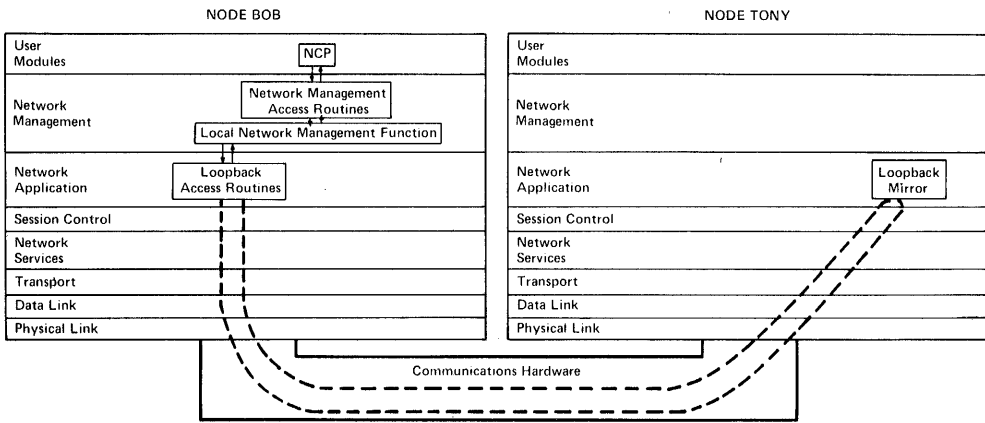 NODE BOB
User
Modules
NCP
Network
Management
Network Management
Access Routines
Local Network Management Function
Network
Application
Loopback
Access Routines
Session Control
Network
Services
Transport
Data Link
Physical Link
NODE TONY
User
Modules
Network
Management
Network
Application
Loopback
Mirror
Session Control
Network
Services
Transport
Data Link
Physical Link
Communications Hardware